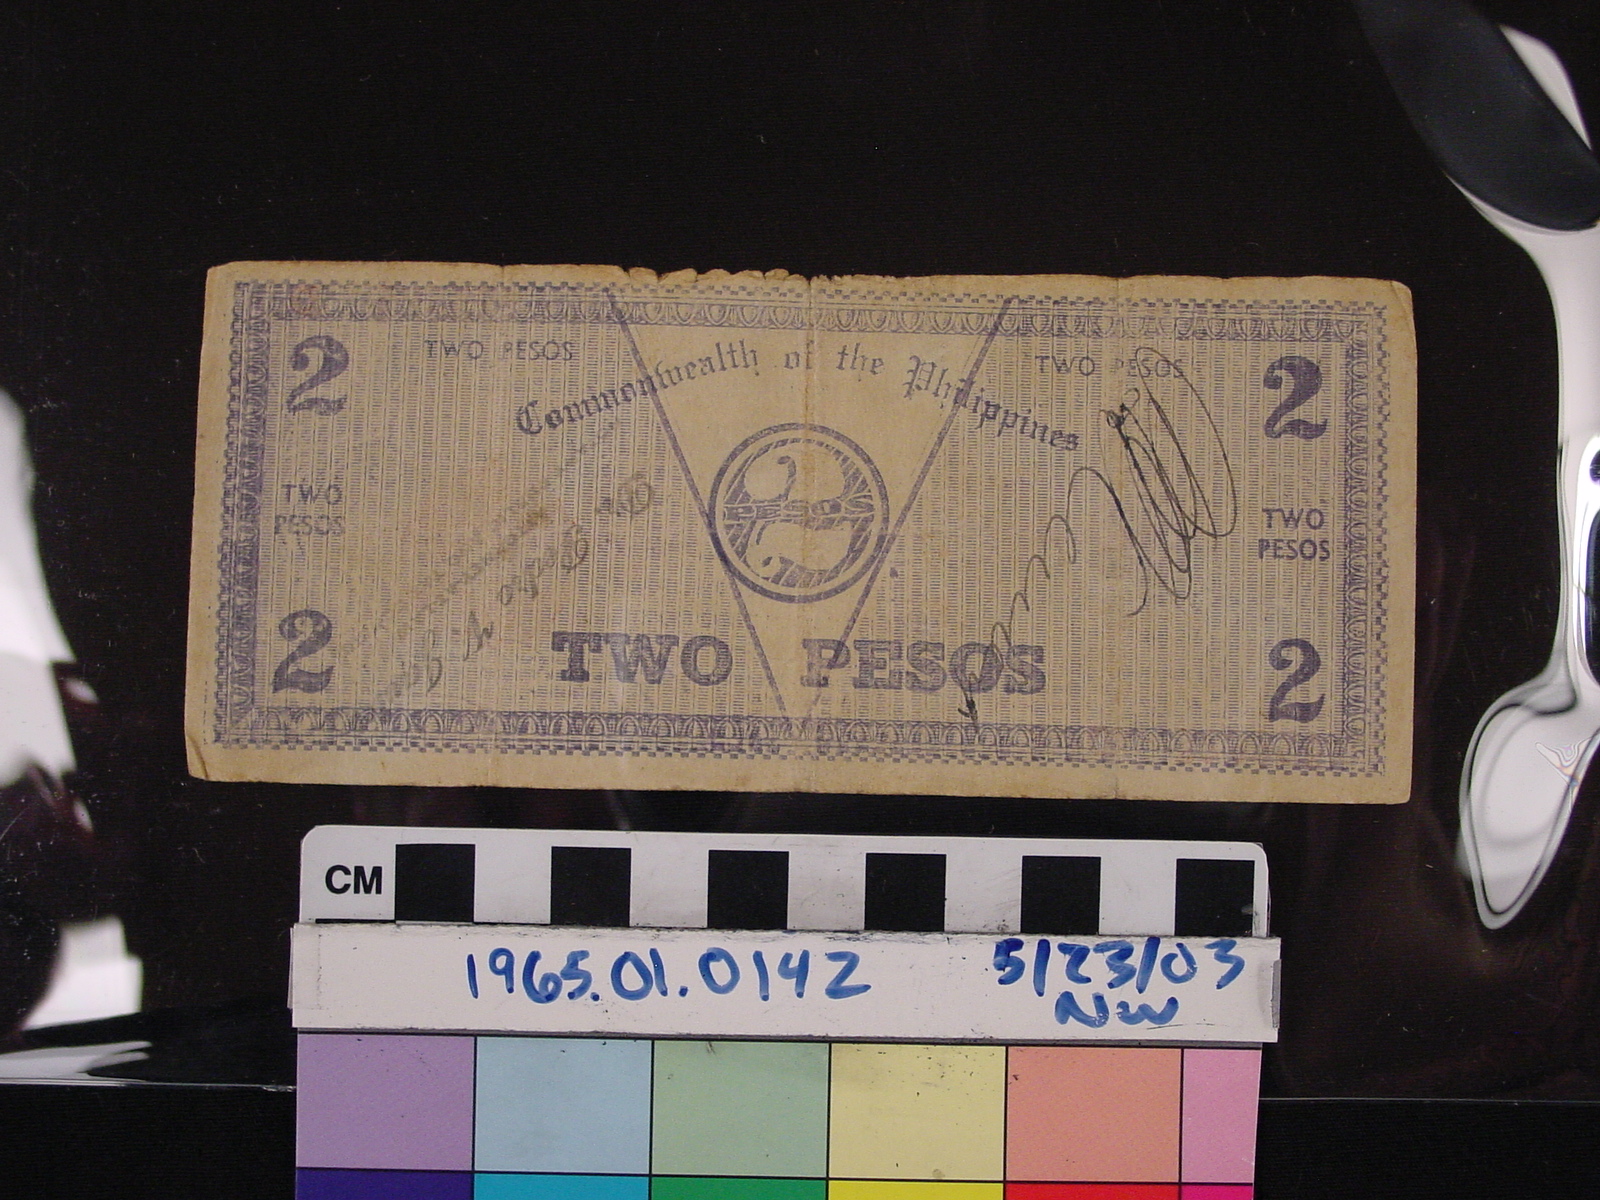 2 TWO PESOS TWO PESOS 2
Commonwealth of the Philippines
TWO
PESOS
2
PESOS
TWO
PESOS
2 TWO PESOS 2
CM
1965.01.0142 5/23/03
NW